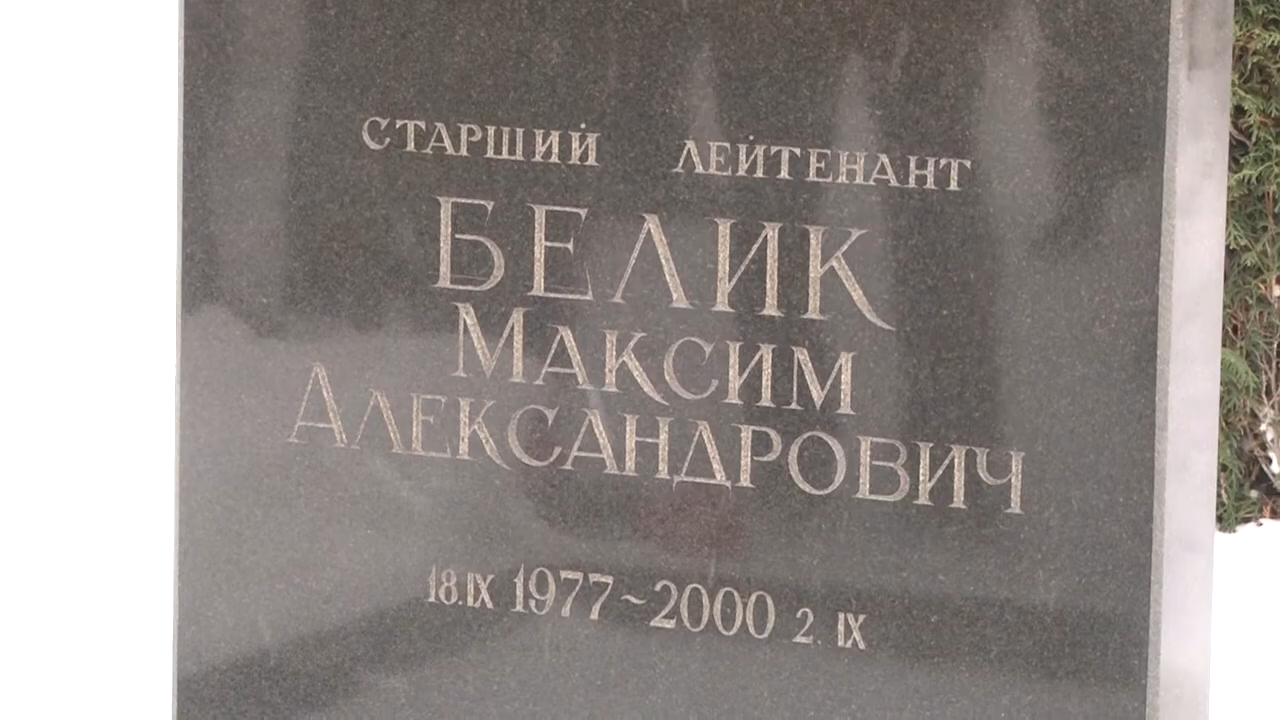 СТАРШИЙ ЛЕЙТЕНАНТ
БЕЛИК
МАКСИМ
АЛЕКСАНДРОВИЧ
18.IX 1977~2000 2.IX